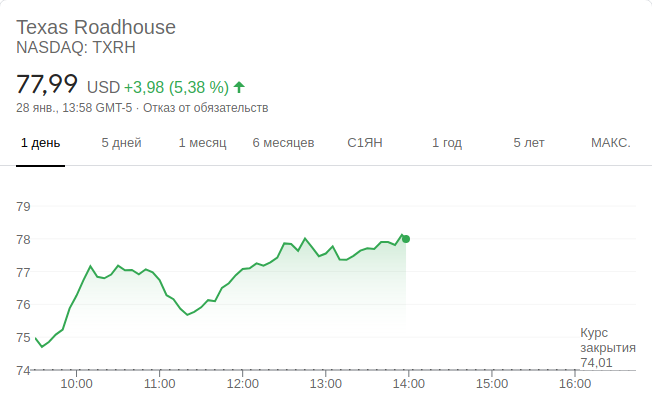 Texas Roadhouse
NASDAQ: TXRH
77,99 USD +3,98 (5,38 %)
28 янв., 13:58 GMT-5 · Отказ от обязательств
1 день 5 дней 1 месяц 6 месяцев С1ЯН 1 год 5 лет МАКС.
79
78
77
76
75
74
Курс
закрытия
74,01
10:00 11:00 12:00 13:00 14:00 15:00 16:00